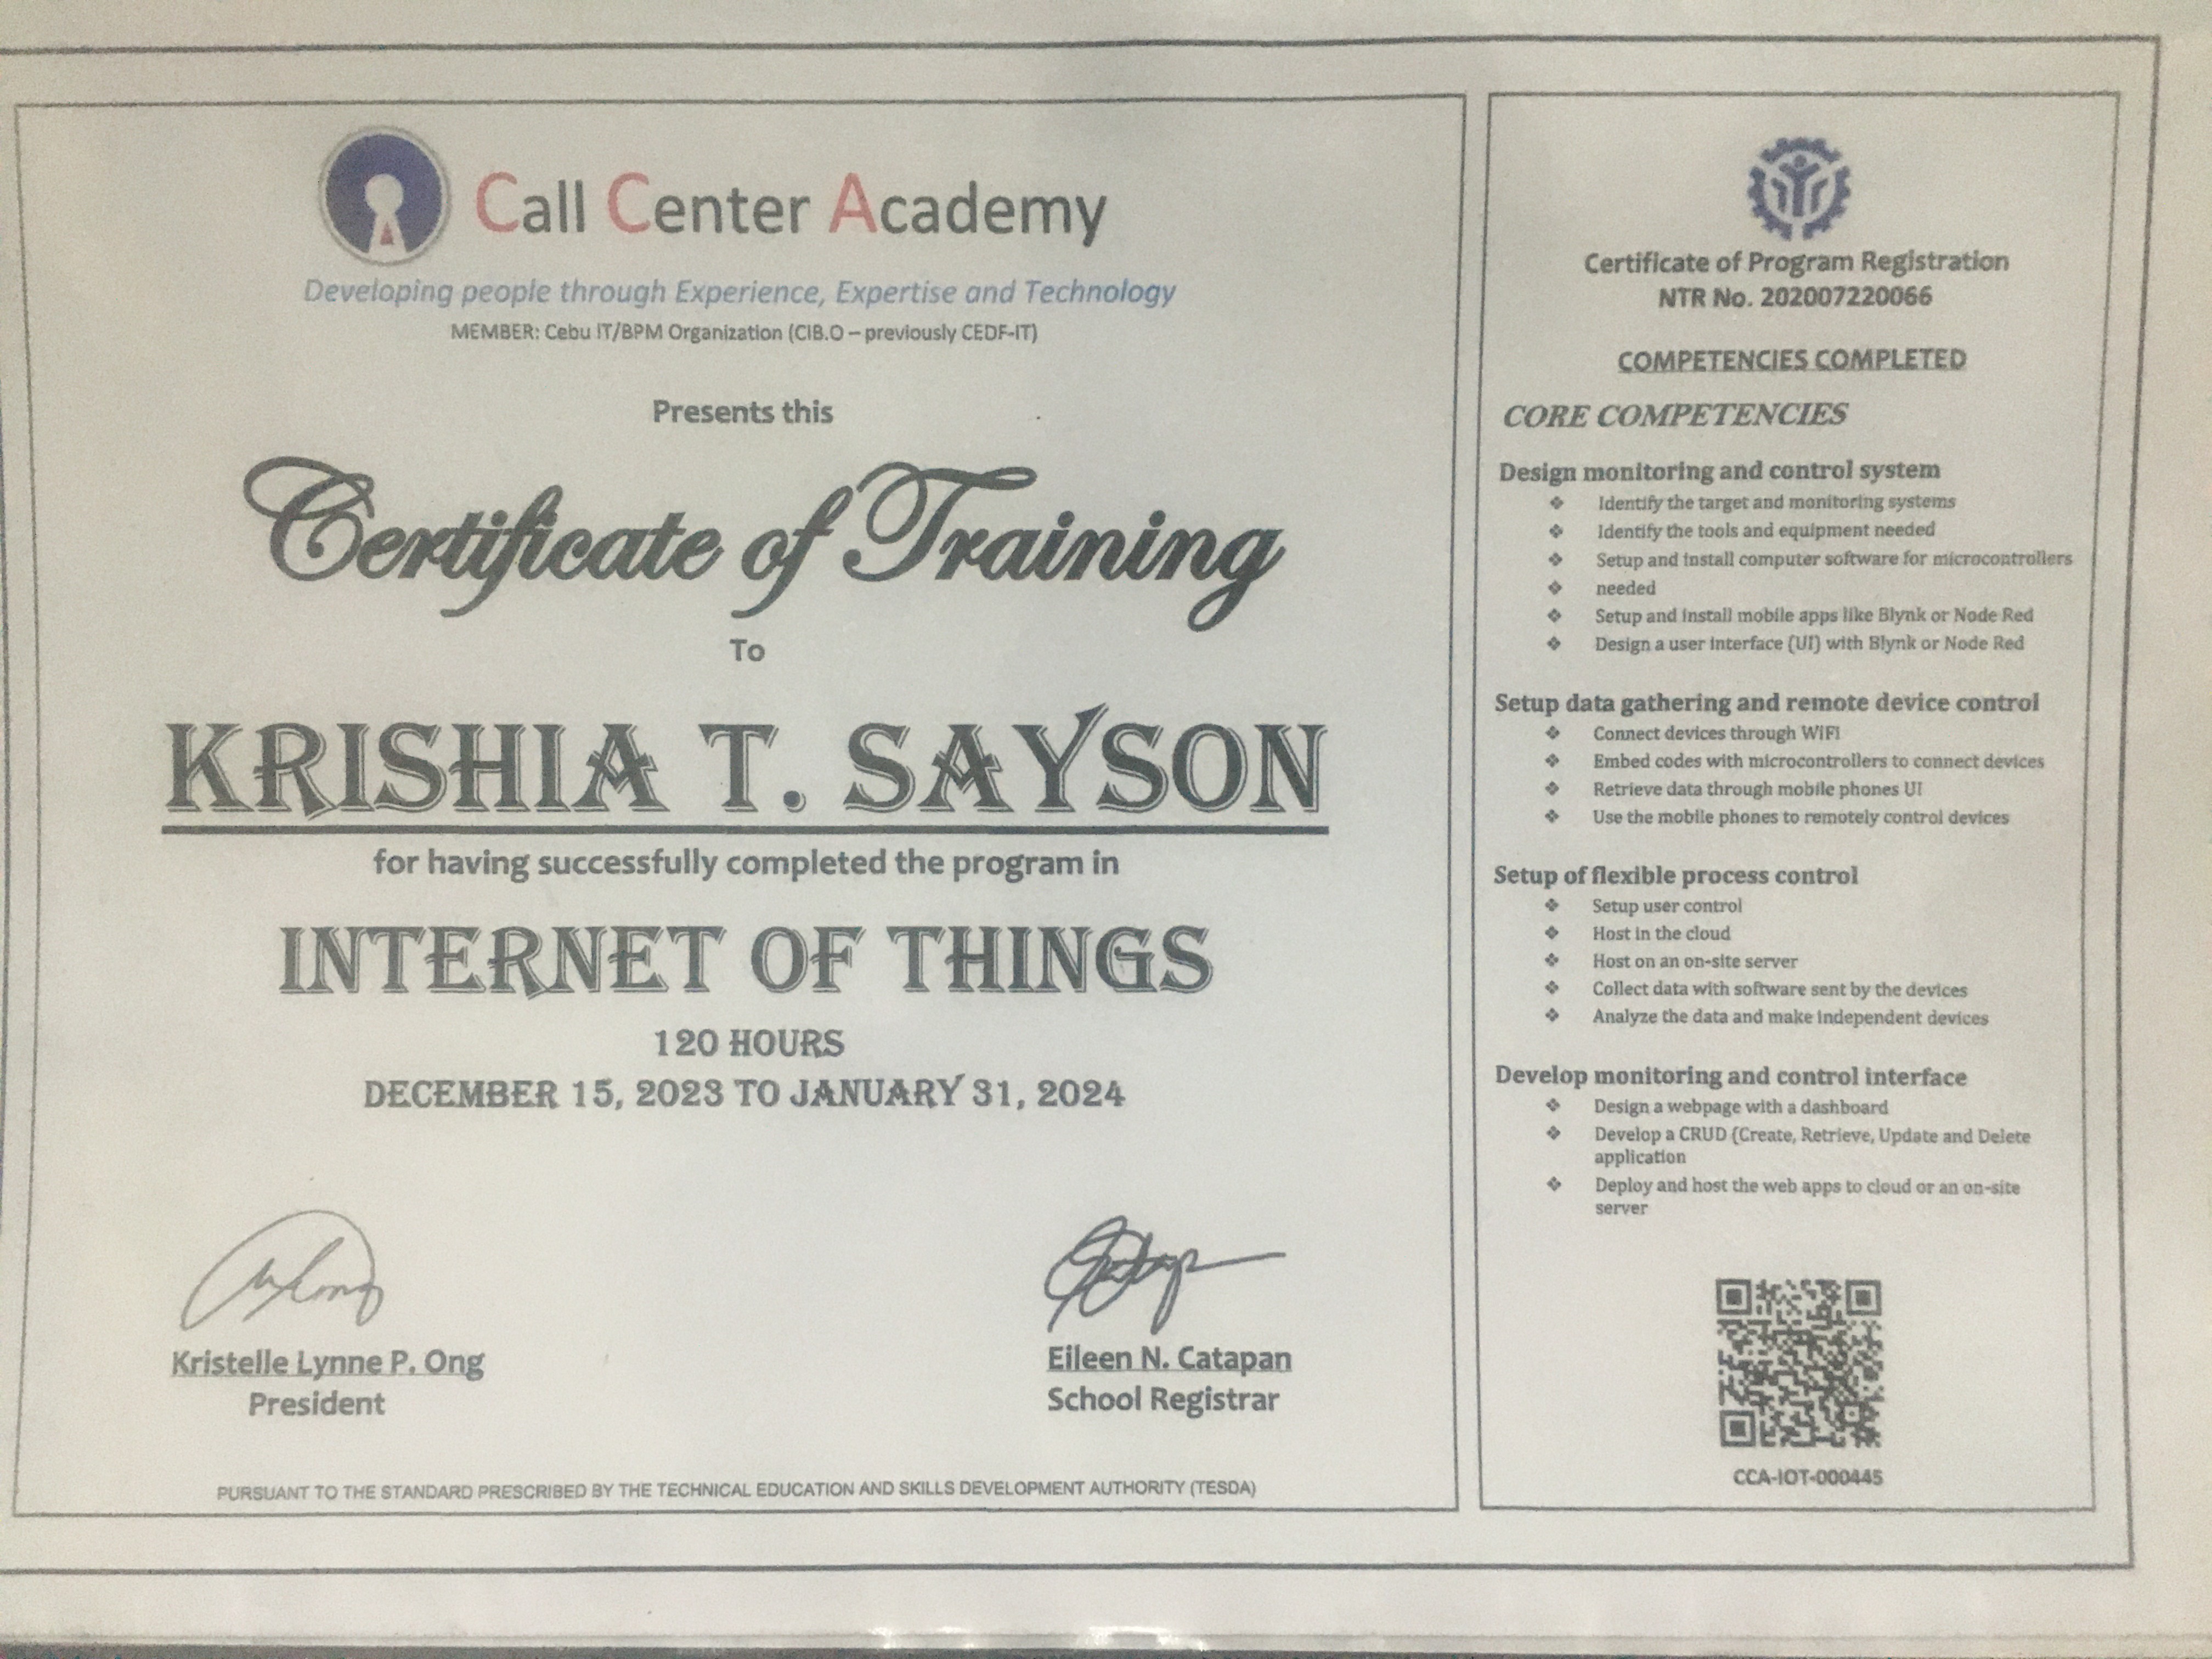 Call Center Academy
Developing people through Experience, Expertise and Technology
MEMBER: Cebu IT/BPM Organization (CIB.O – previously CEDF-IT)
Presents this
Certificate of Training
To
KRISHIA T. SAYSON
for having successfully completed the program in
INTERNET OF THINGS
120 HOURS
DECEMBER 15, 2023 TO JANUARY 31, 2024
Kristelle Lynne P. Ong
President
Eileen N. Catapan
School Registrar
PURSUANT TO THE STANDARD PRESCRIBED BY THE TECHNICAL EDUCATION AND SKILLS DEVELOPMENT AUTHORITY (TESDA)
Certificate of Program Registration
NTR No. 202007220066
COMPETENCIES COMPLETED
CORE COMPETENCIES
Design monitoring and control system
❖ Identify the target and monitoring systems
❖ Identify the tools and equipment needed
❖ Setup and install computer software for microcontrollers
❖ needed
❖ Setup and install mobile apps like Blynk or Node Red
❖ Design a user interface (UI) with Blynk or Node Red
Setup data gathering and remote device control
❖ Connect devices through WiFI
❖ Embed codes with microcontrollers to connect devices
❖ Retrieve data through mobile phones UI
❖ Use the mobile phones to remotely control devices
Setup of flexible process control
❖ Setup user control
❖ Host in the cloud
❖ Host on an on-site server
❖ Collect data with software sent by the devices
❖ Analyze the data and make independent devices
Develop monitoring and control interface
❖ Design a webpage with a dashboard
❖ Develop a CRUD (Create, Retrieve, Update and Delete
application
❖ Deploy and host the web apps to cloud or an on-site
server
CCA-IOT-000445